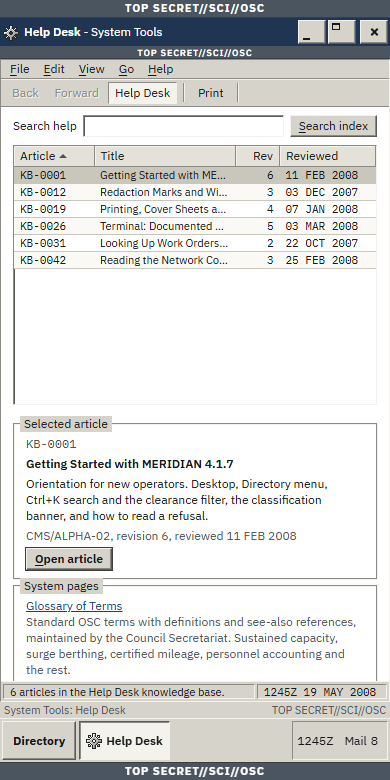 TOP SECRET//SCI//OSC
Help Desk - System Tools
TOP SECRET//SCI//OSC
File Edit View Go Help
Back Forward Help Desk Print
Search help Search index
Article Title Rev Reviewed
KB-0001 Getting Started with ME... 6 11 FEB 2008
KB-0012 Redaction Marks and Wi... 3 03 DEC 2007
KB-0019 Printing, Cover Sheets a... 4 07 JAN 2008
KB-0026 Terminal: Documented ... 5 03 MAR 2008
KB-0031 Looking Up Work Orders... 2 22 OCT 2007
KB-0042 Reading the Network Co... 3 25 FEB 2008
Selected article
KB-0001
Getting Started with MERIDIAN 4.1.7
Orientation for new operators. Desktop, Directory menu,
Ctrl+K search and the clearance filter, the classification
banner, and how to read a refusal.
CMS/ALPHA-02, revision 6, reviewed 11 FEB 2008
Open article
System pages
Glossary of Terms
Standard OSC terms with definitions and see-also references,
maintained by the Council Secretariat. Sustained capacity,
surge berthing, certified mileage, personnel accounting and
the rest.
6 articles in the Help Desk knowledge base. 1245Z 19 MAY 2008
System Tools: Help Desk TOP SECRET//SCI//OSC
Directory Help Desk 1245Z Mail 8
TOP SECRET//SCI//OSC